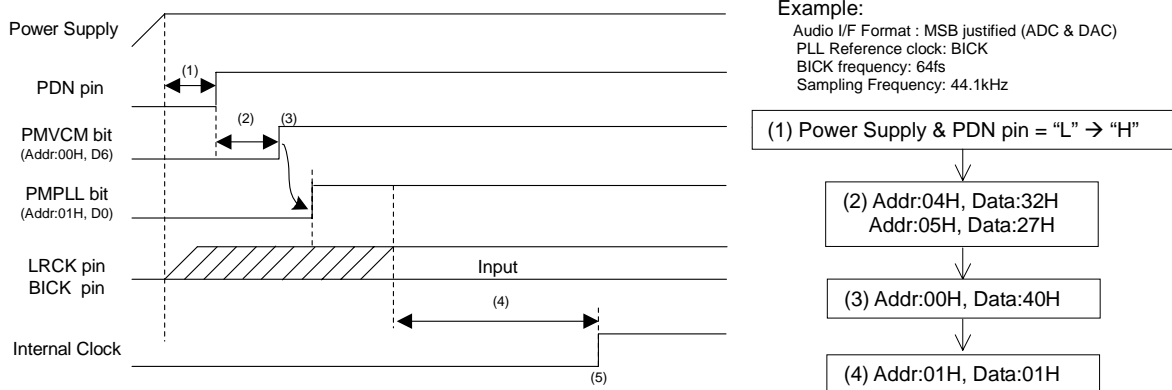 Power Supply
(1)
PDN pin
(2)
(3)
PMVCM bit
(Addr:00H, D6)
PMPLL bit
(Addr:01H, D0)
LRCK pin
BICK pin
Input
(4)
Internal Clock
(5)
Example:
Audio I/F Format : MSB justified (ADC & DAC)
PLL Reference clock: BICK
BICK frequency: 64fs
Sampling Frequency: 44.1kHz
(1) Power Supply & PDN pin = “L” → “H”
(2) Addr:04H, Data:32H
Addr:05H, Data:27H
(3) Addr:00H, Data:40H
(4) Addr:01H, Data:01H